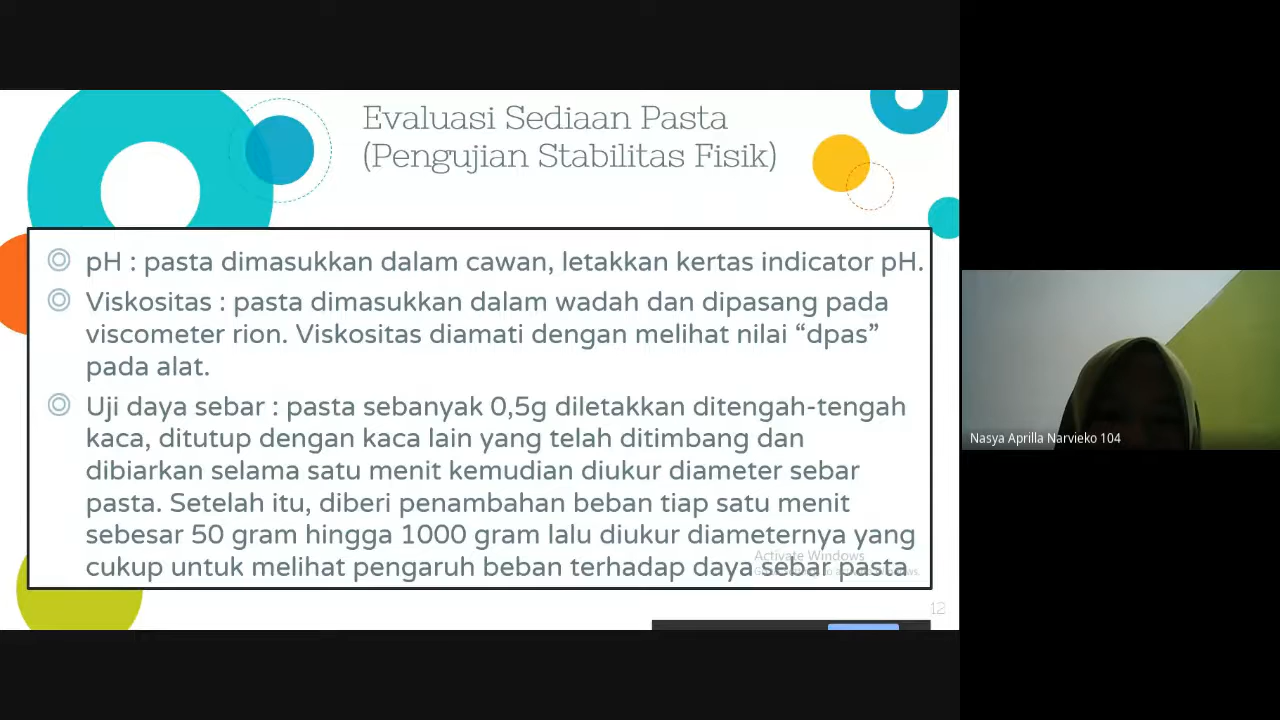 Evaluasi Sediaan Pasta
(Pengujian Stabilitas Fisik)
pH : pasta dimasukkan dalam cawan, letakkan kertas indicator pH.
Viskositas : pasta dimasukkan dalam wadah dan dipasang pada
viscometer rion. Viskositas diamati dengan melihat nilai “dpas”
pada alat.
Uji daya sebar : pasta sebanyak 0,5g diletakkan ditengah-tengah
kaca, ditutup dengan kaca lain yang telah ditimbang dan
dibiarkan selama satu menit kemudian diukur diameter sebar
pasta. Setelah itu, diberi penambahan beban tiap satu menit
sebesar 50 gram hingga 1000 gram lalu diukur diameternya yang
cukup untuk melihat pengaruh beban terhadap daya sebar pasta
Activate Windows
12
Nasya Aprilla Narvieko 104